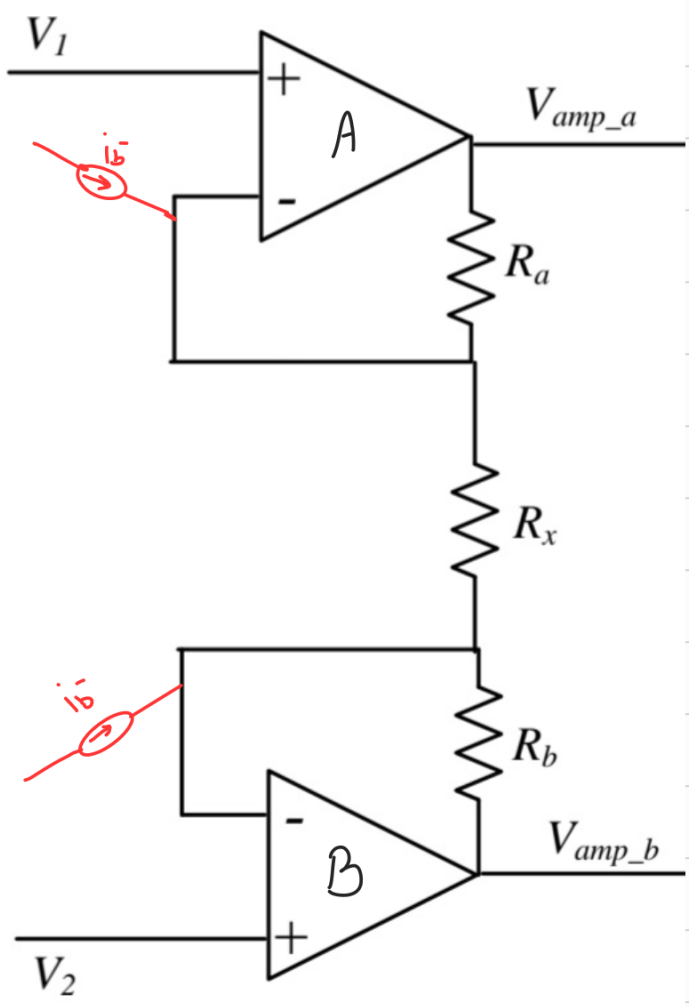 V1
+
A
Vamp_a
ib-
-
Ra
Rx
ib-
-
Rb
B
Vamp_b
+
V2